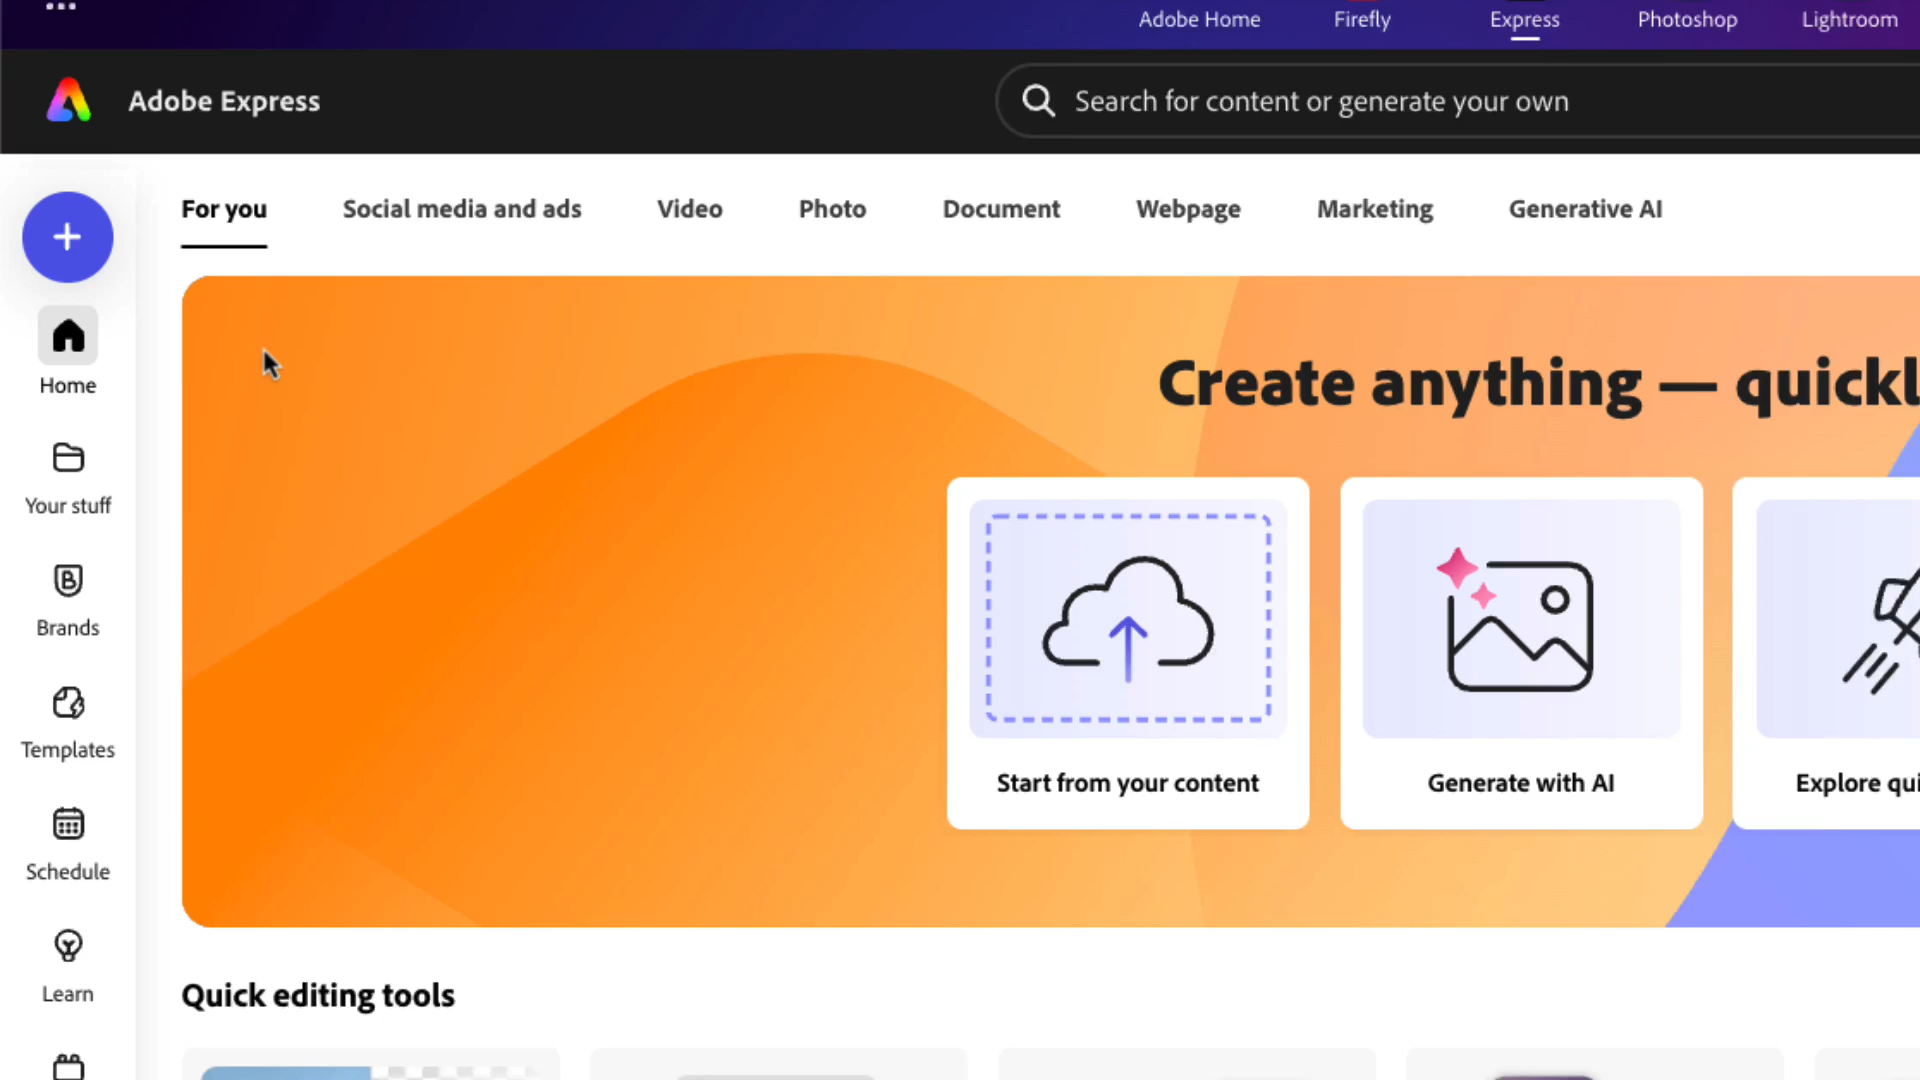 Adobe Home
Firefly
Express
Photoshop
Lightroom
Adobe Express
Search for content or generate your own
For you
Social media and ads
Video
Photo
Document
Webpage
Marketing
Generative AI
Home
Your stuff
Brands
Templates
Schedule
Learn
Create anything — quickl
Start from your content
Generate with AI
Explore qui
Quick editing tools